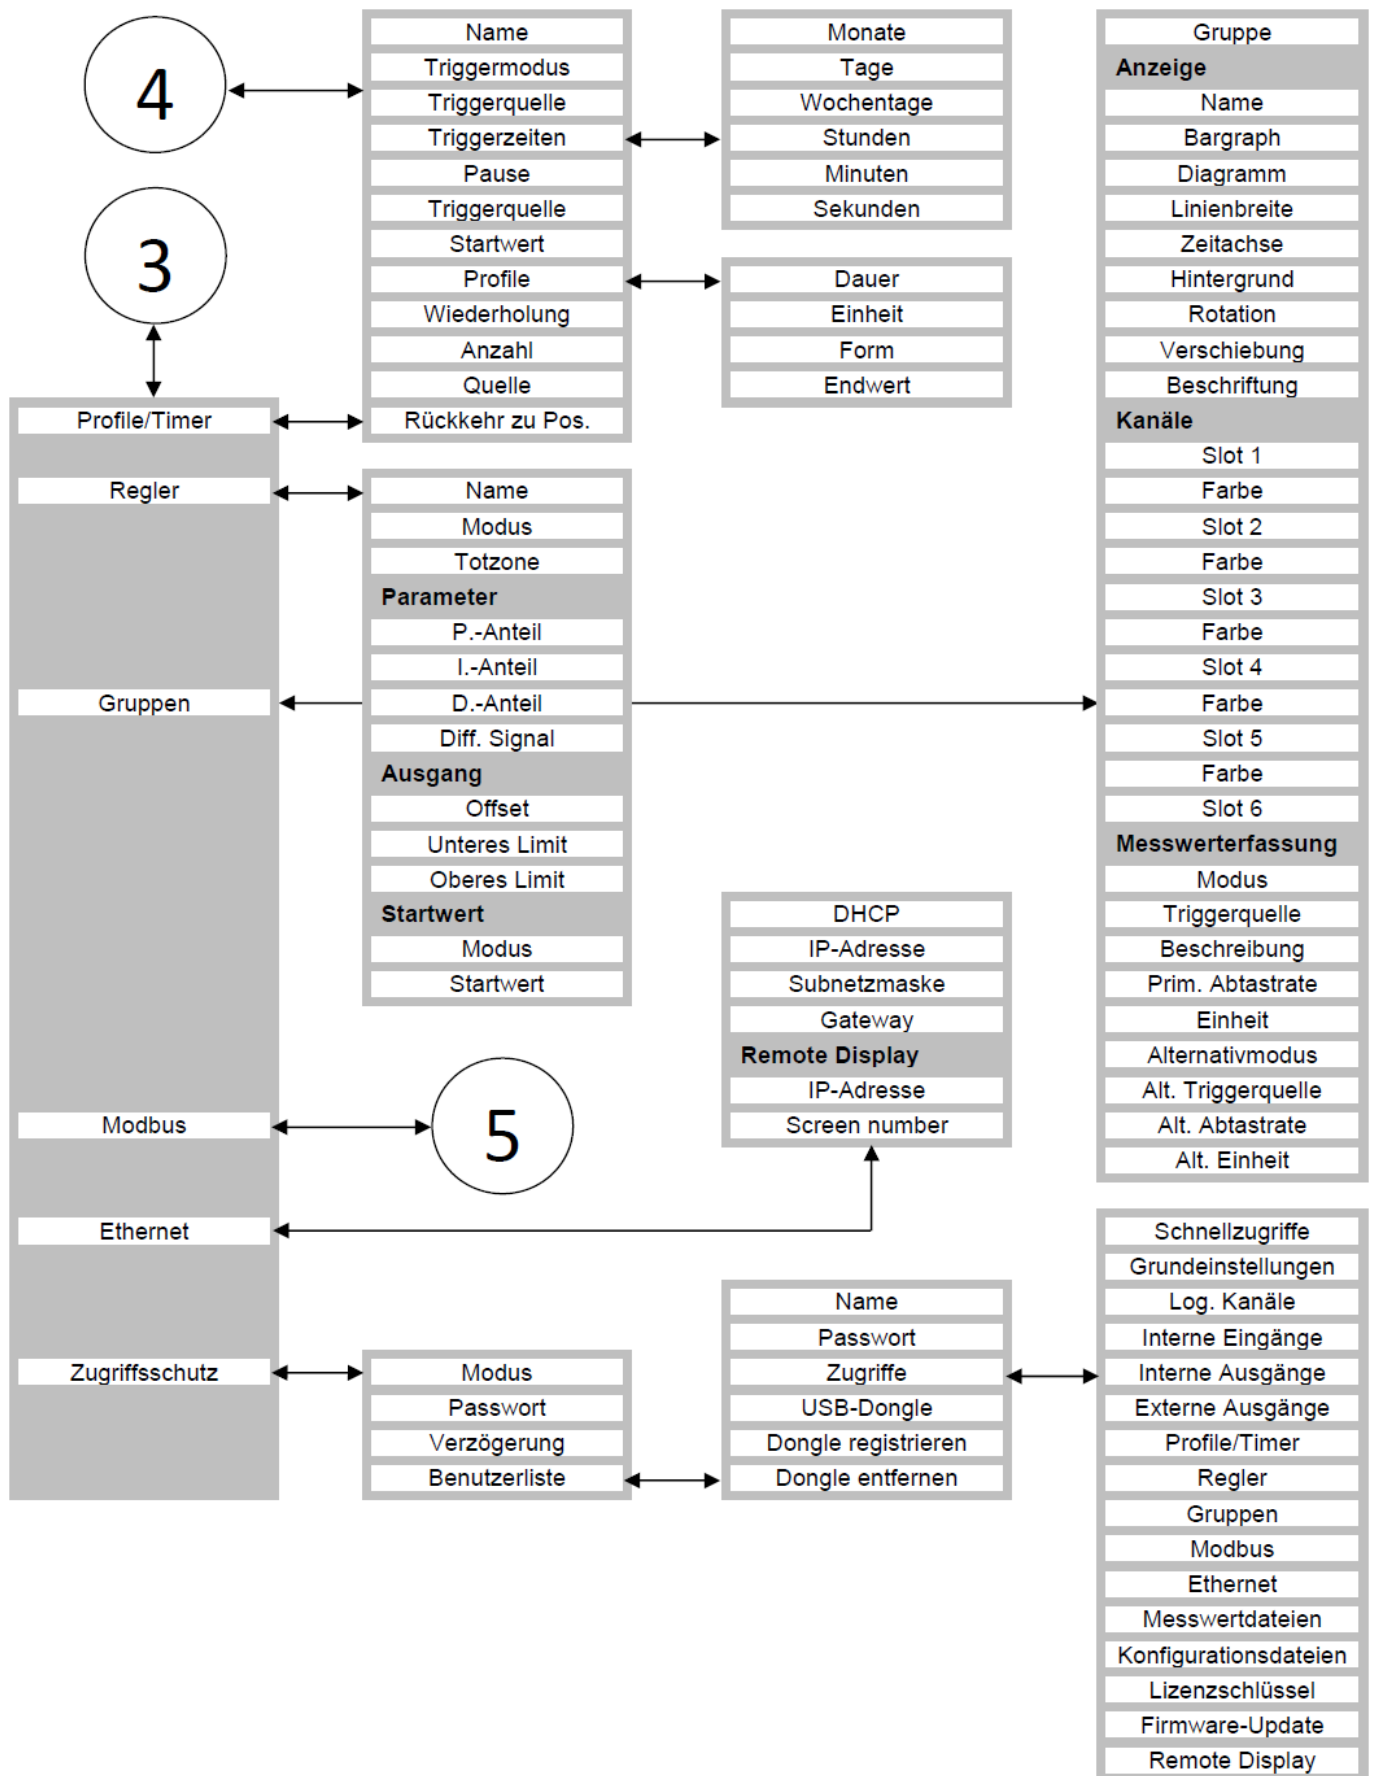 4
3
Profile/Timer
Regler
Gruppen
Modbus
Ethernet
Zugriffsschutz
Name
Triggermodus
Triggerquelle
Triggerzeiten
Pause
Triggerquelle
Startwert
Profile
Wiederholung
Anzahl
Quelle
Rückkehr zu Pos.
Name
Modus
Totzone
Parameter
P.-Anteil
I.-Anteil
D.-Anteil
Diff. Signal
Ausgang
Offset
Unteres Limit
Oberes Limit
Startwert
Modus
Startwert
5
Modus
Passwort
Verzögerung
Benutzerliste
Monate
Tage
Wochentage
Stunden
Minuten
Sekunden
Dauer
Einheit
Form
Endwert
DHCP
IP-Adresse
Subnetzmaske
Gateway
Remote Display
IP-Adresse
Screen number
Name
Passwort
Zugriffe
USB-Dongle
Dongle registrieren
Dongle entfernen
Gruppe
Anzeige
Name
Bargraph
Diagramm
Linienbreite
Zeitachse
Hintergrund
Rotation
Verschiebung
Beschriftung
Kanäle
Slot 1
Farbe
Slot 2
Farbe
Slot 3
Farbe
Slot 4
Farbe
Slot 5
Farbe
Slot 6
Messwerterfassung
Modus
Triggerquelle
Beschreibung
Prim. Abtastrate
Einheit
Alternativmodus
Alt. Triggerquelle
Alt. Abtastrate
Alt. Einheit
Schnellzugriffe
Grundeinstellungen
Log. Kanäle
Interne Eingänge
Interne Ausgänge
Externe Ausgänge
Profile/Timer
Regler
Gruppen
Modbus
Ethernet
Messwertdateien
Konfigurationsdateien
Lizenzschlüssel
Firmware-Update
Remote Display